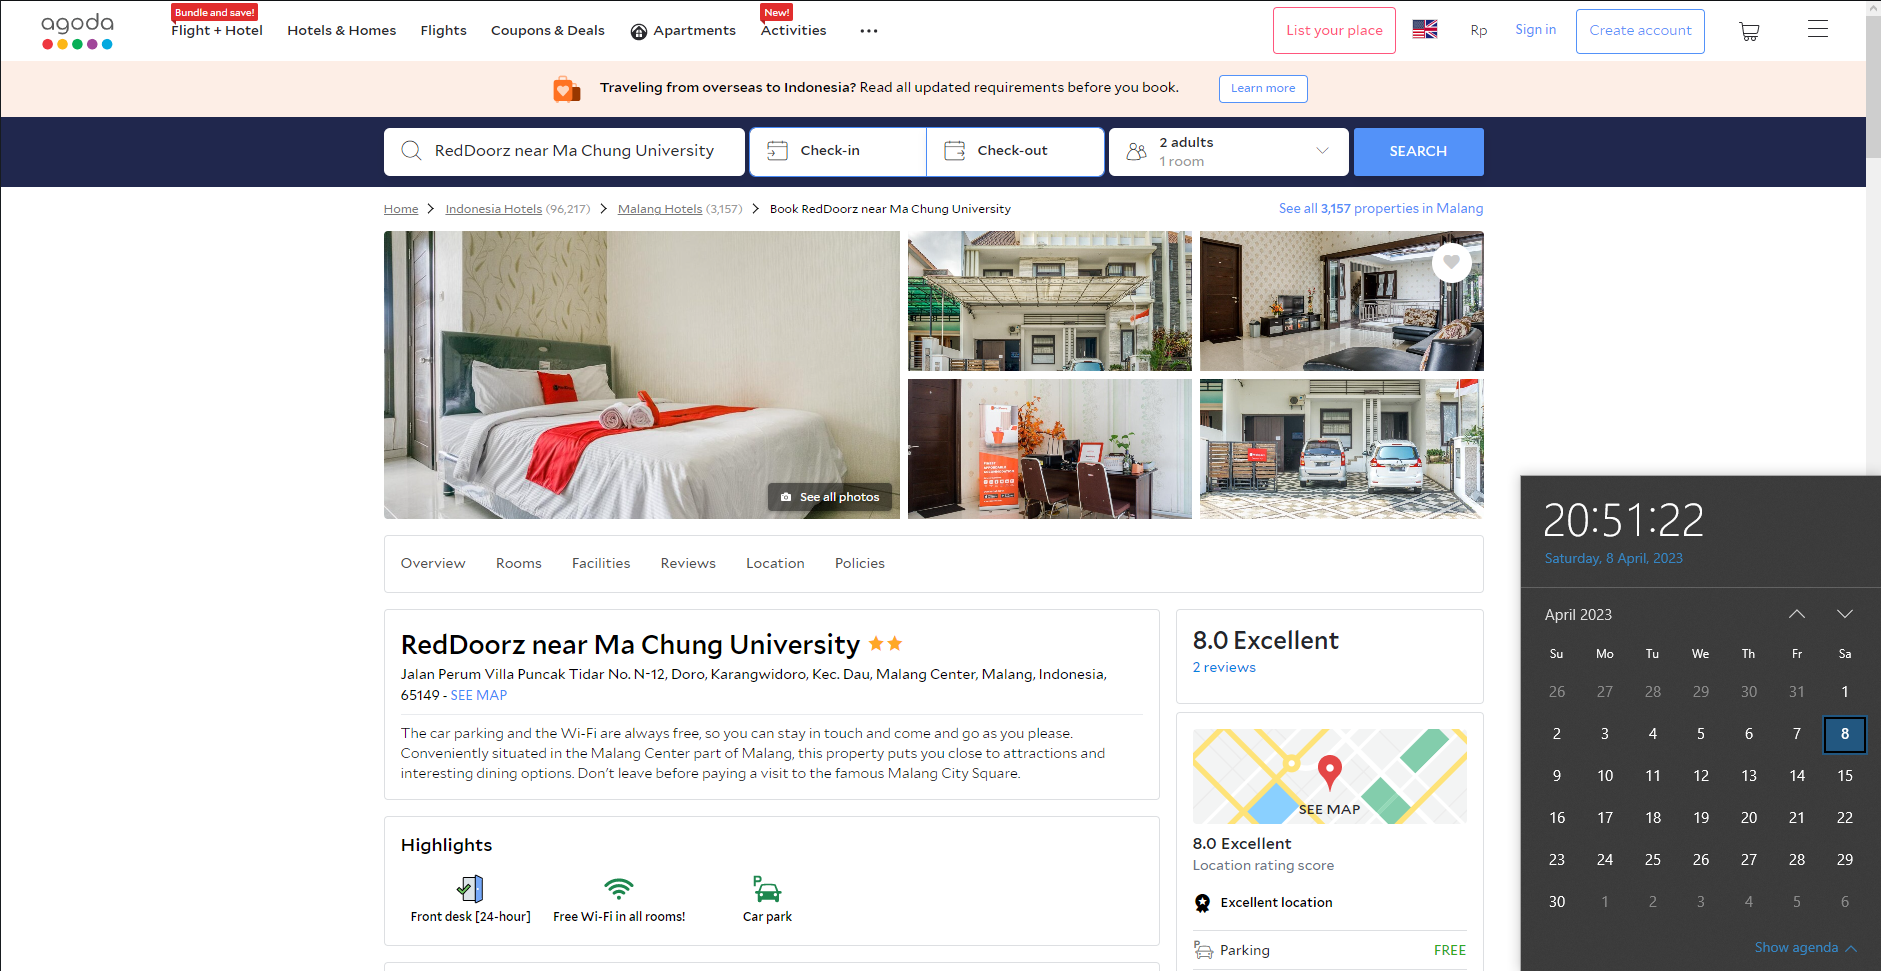 agoda
Bundle and save!
Flight + Hotel
Hotels & Homes
Flights
Coupons & Deals
Apartments
New!
Activities
List your place
Rp
Sign in
Create account
Traveling from overseas to Indonesia? Read all updated requirements before you book.
Learn more
RedDoorz near Ma Chung University
Check-in
Check-out
2 adults
1 room
SEARCH
Home
Indonesia Hotels (96,217)
Malang Hotels (3,157)
Book RedDoorz near Ma Chung University
See all 3,157 properties in Malang
See all photos
Overview
Rooms
Facilities
Reviews
Location
Policies
RedDoorz near Ma Chung University
Jalan Perum Villa Puncak Tidar No. N-12, Doro, Karangwidoro, Kec. Dau, Malang Center, Malang, Indonesia,
65149 - SEE MAP
The car parking and the Wi-Fi are always free, so you can stay in touch and come and go as you please.
Conveniently situated in the Malang Center part of Malang, this property puts you close to attractions and
interesting dining options. Don't leave before paying a visit to the famous Malang City Square.
Highlights
Front desk [24-hour]
Free Wi-Fi in all rooms!
P
Car park
8.0 Excellent
2 reviews
SEE MAP
8.0 Excellent
Location rating score
Excellent location
P
Parking
FREE
20:51:22
Saturday, 8 April, 2023
April 2023
Su Mo Tu We Th Fr Sa
26 27 28 29 30 31 1
2 3 4 5 6 7 8
9 10 11 12 13 14 15
16 17 18 19 20 21 22
23 24 25 26 27 28 29
30 1 2 3 4 5 6
Show agenda